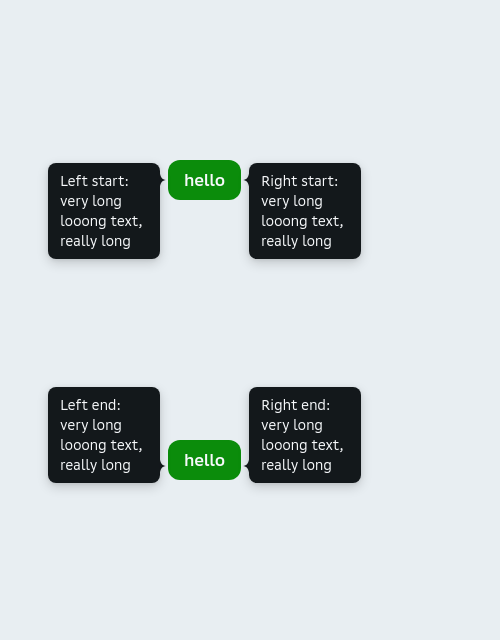 Left start:
very long
looong text,
really long
hello
Right start:
very long
looong text,
really long
Left end:
very long
looong text,
really long
hello
Right end:
very long
looong text,
really long